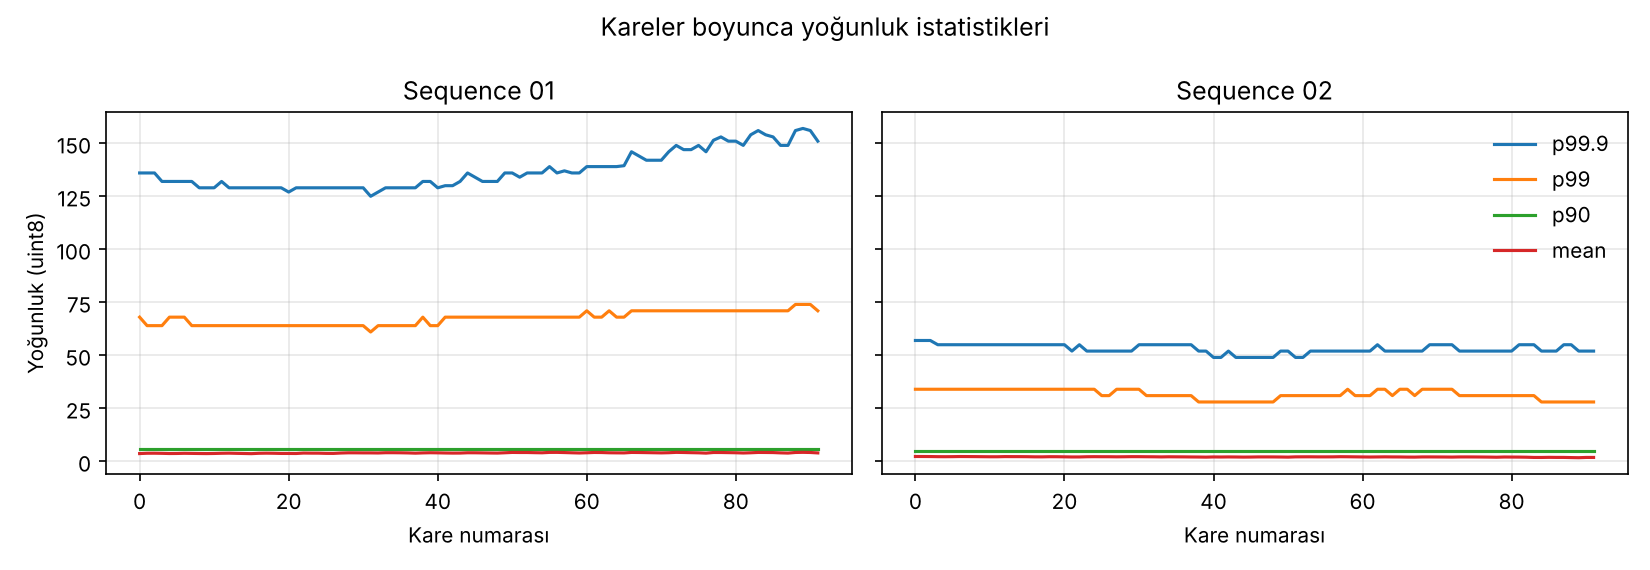 Kareler boyunca yoğunluk istatistikleri
Sequence 01
Sequence 02
Yoğunluk (uint8)
150
125
100
75
50
25
0
0 20 40 60 80
Kare numarası
p99.9
p99
p90
mean
0 20 40 60 80
Kare numarası